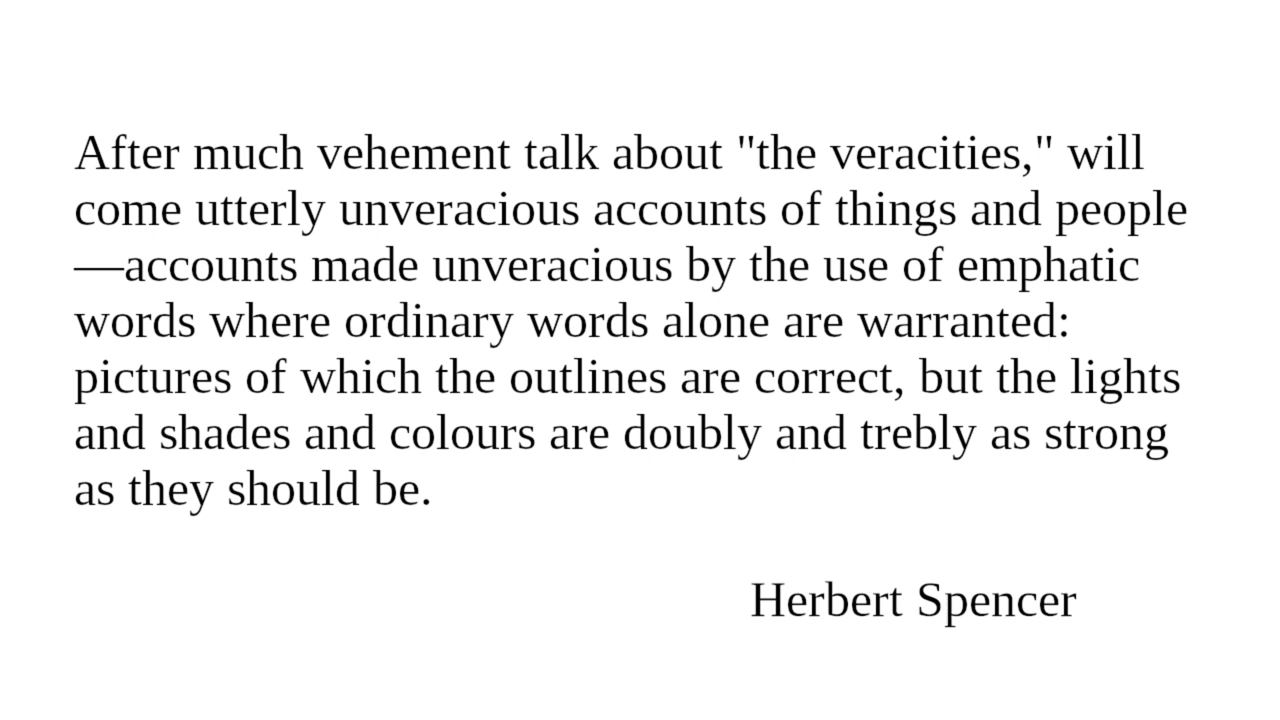 After much vehement talk about "the veracities," will
come utterly unveracious accounts of things and people
—accounts made unveracious by the use of emphatic
words where ordinary words alone are warranted:
pictures of which the outlines are correct, but the lights
and shades and colours are doubly and trebly as strong
as they should be.
Herbert Spencer